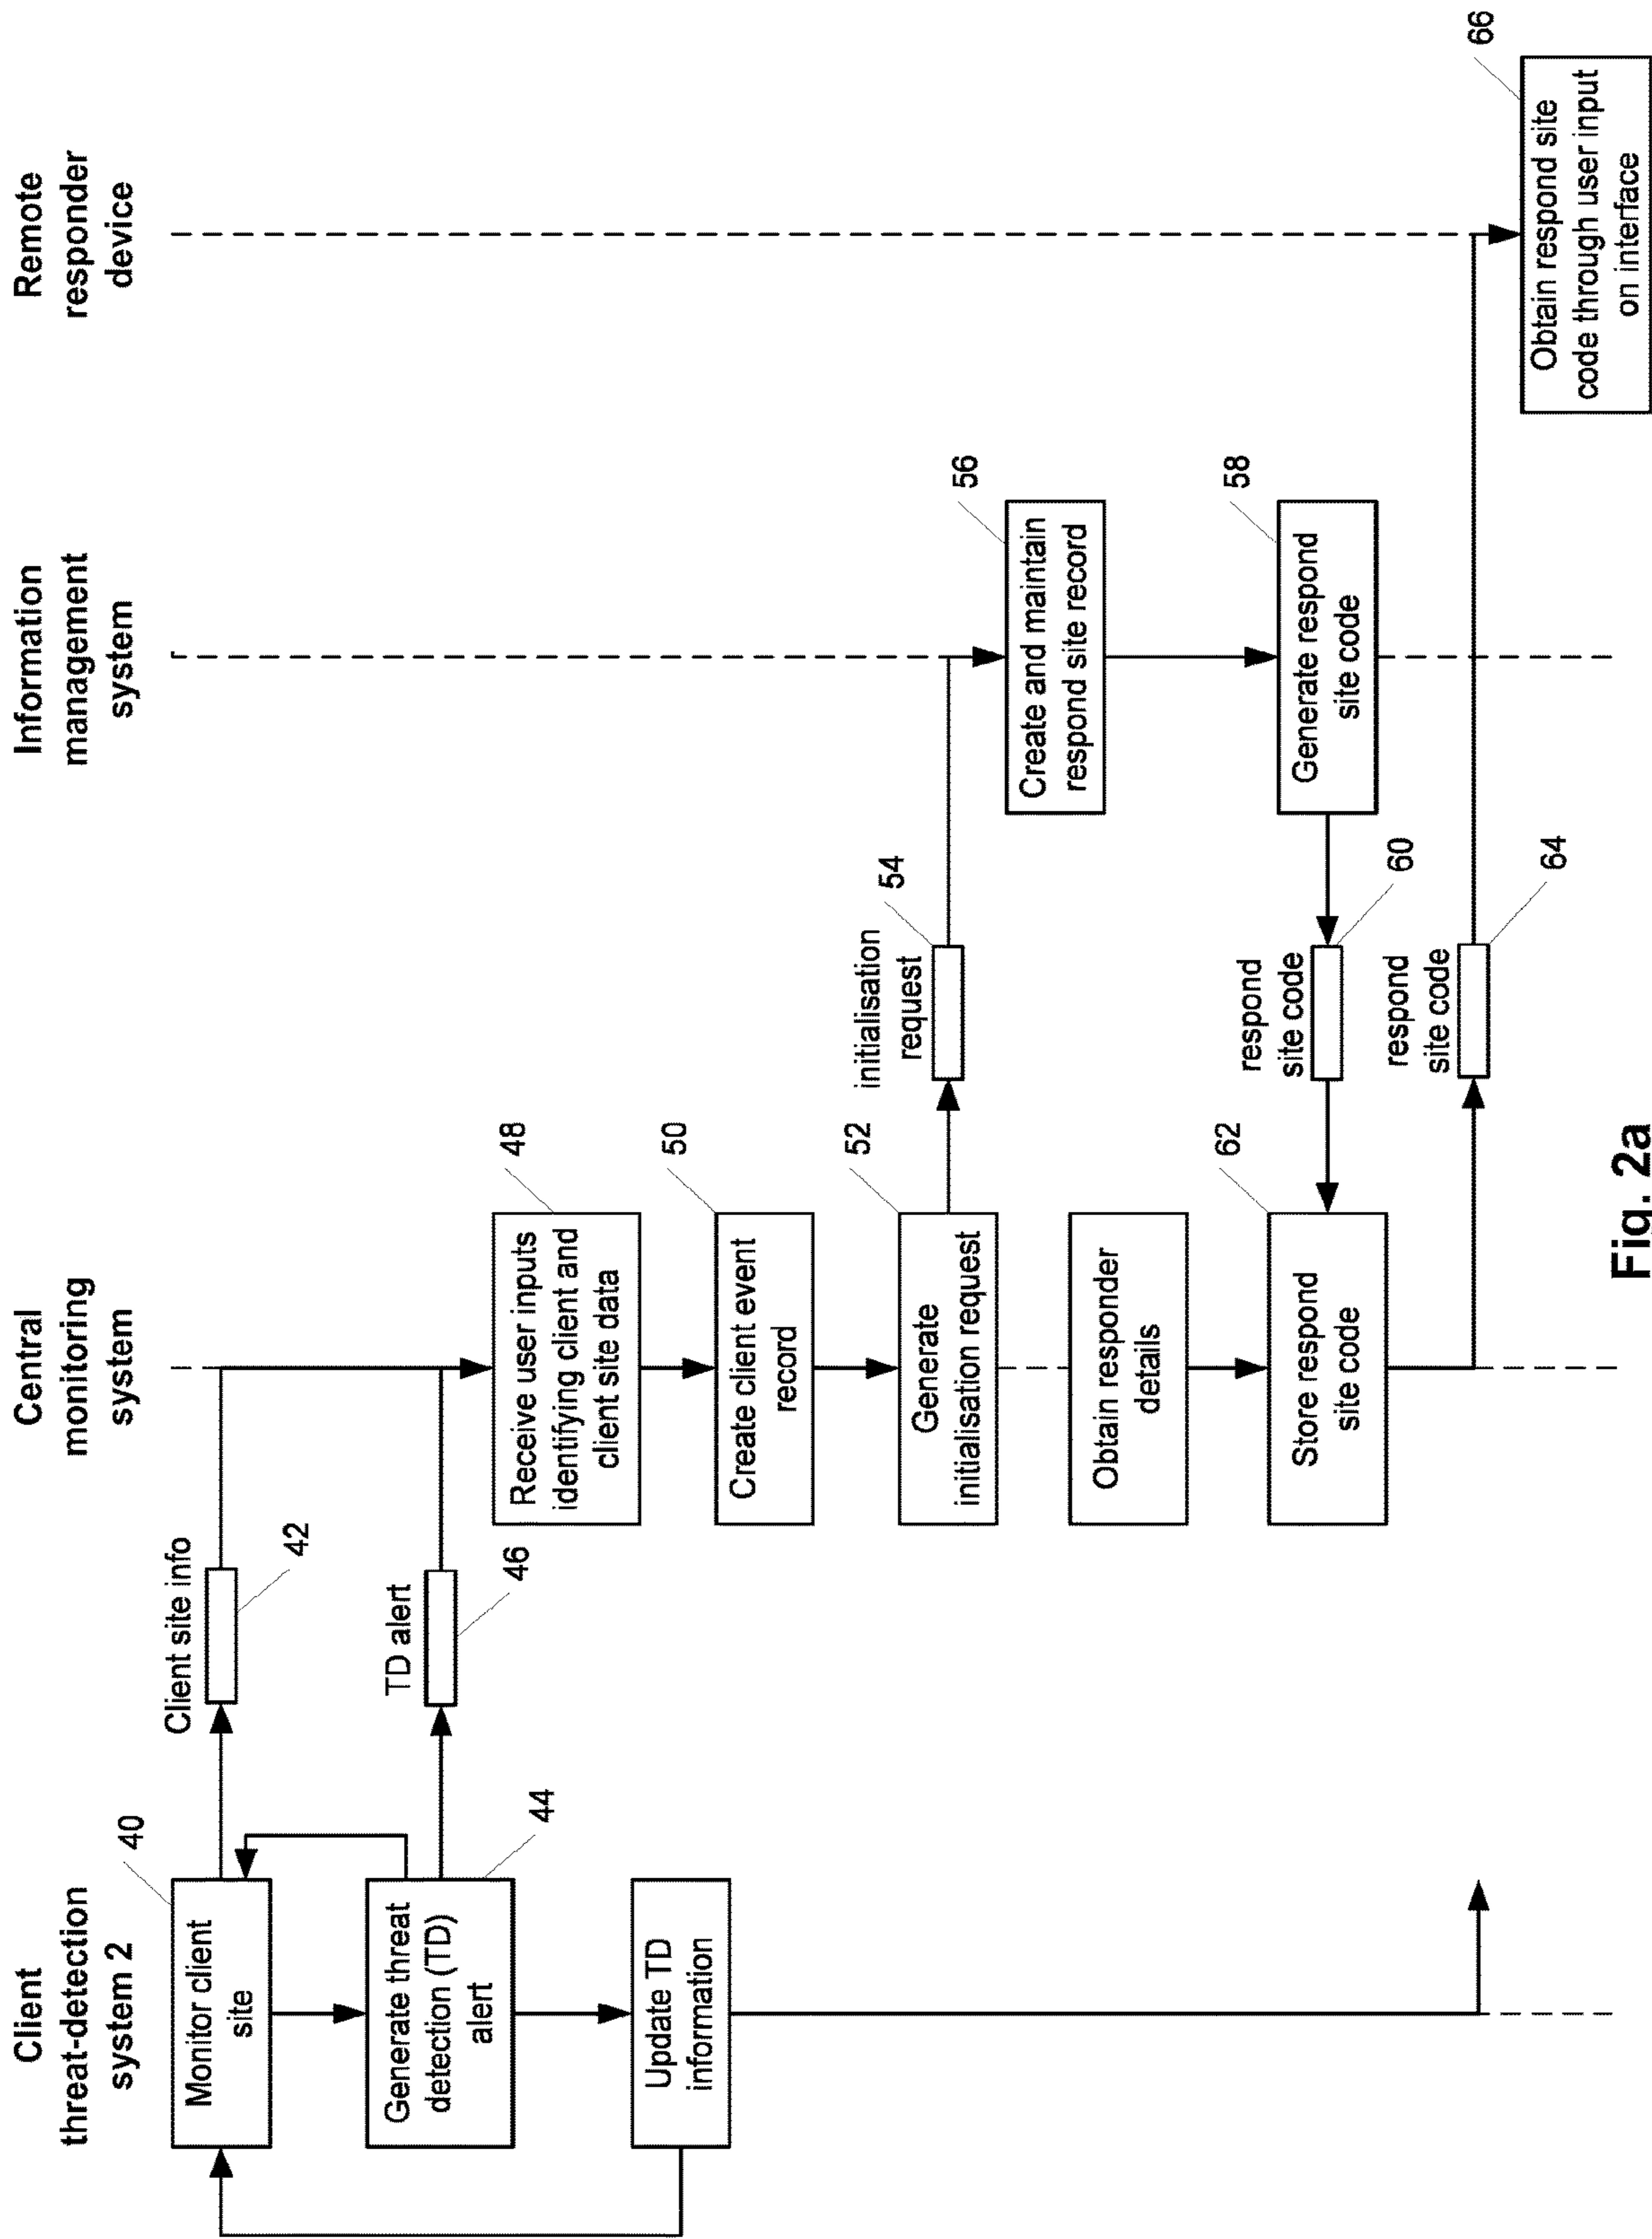 Client
threat-detection
system 2
Central
monitoring
system
Information
management
system
Remote
responder
device
40
Monitor client
site
Client site info
42
Generate threat
detection (TD)
alert
44
TD alert
46
Update TD
information
48
Receive user inputs
identifying client and
client site data
50
Create client event
record
52
Generate
initialisation request
initialisation
request
54
56
Create and maintain
respond site record
58
Generate respond
site code
respond
site code
60
Obtain responder
details
62
Store respond
site code
respond
site code
64
66
Obtain respond site
code through user input
on interface
Fig. 2a